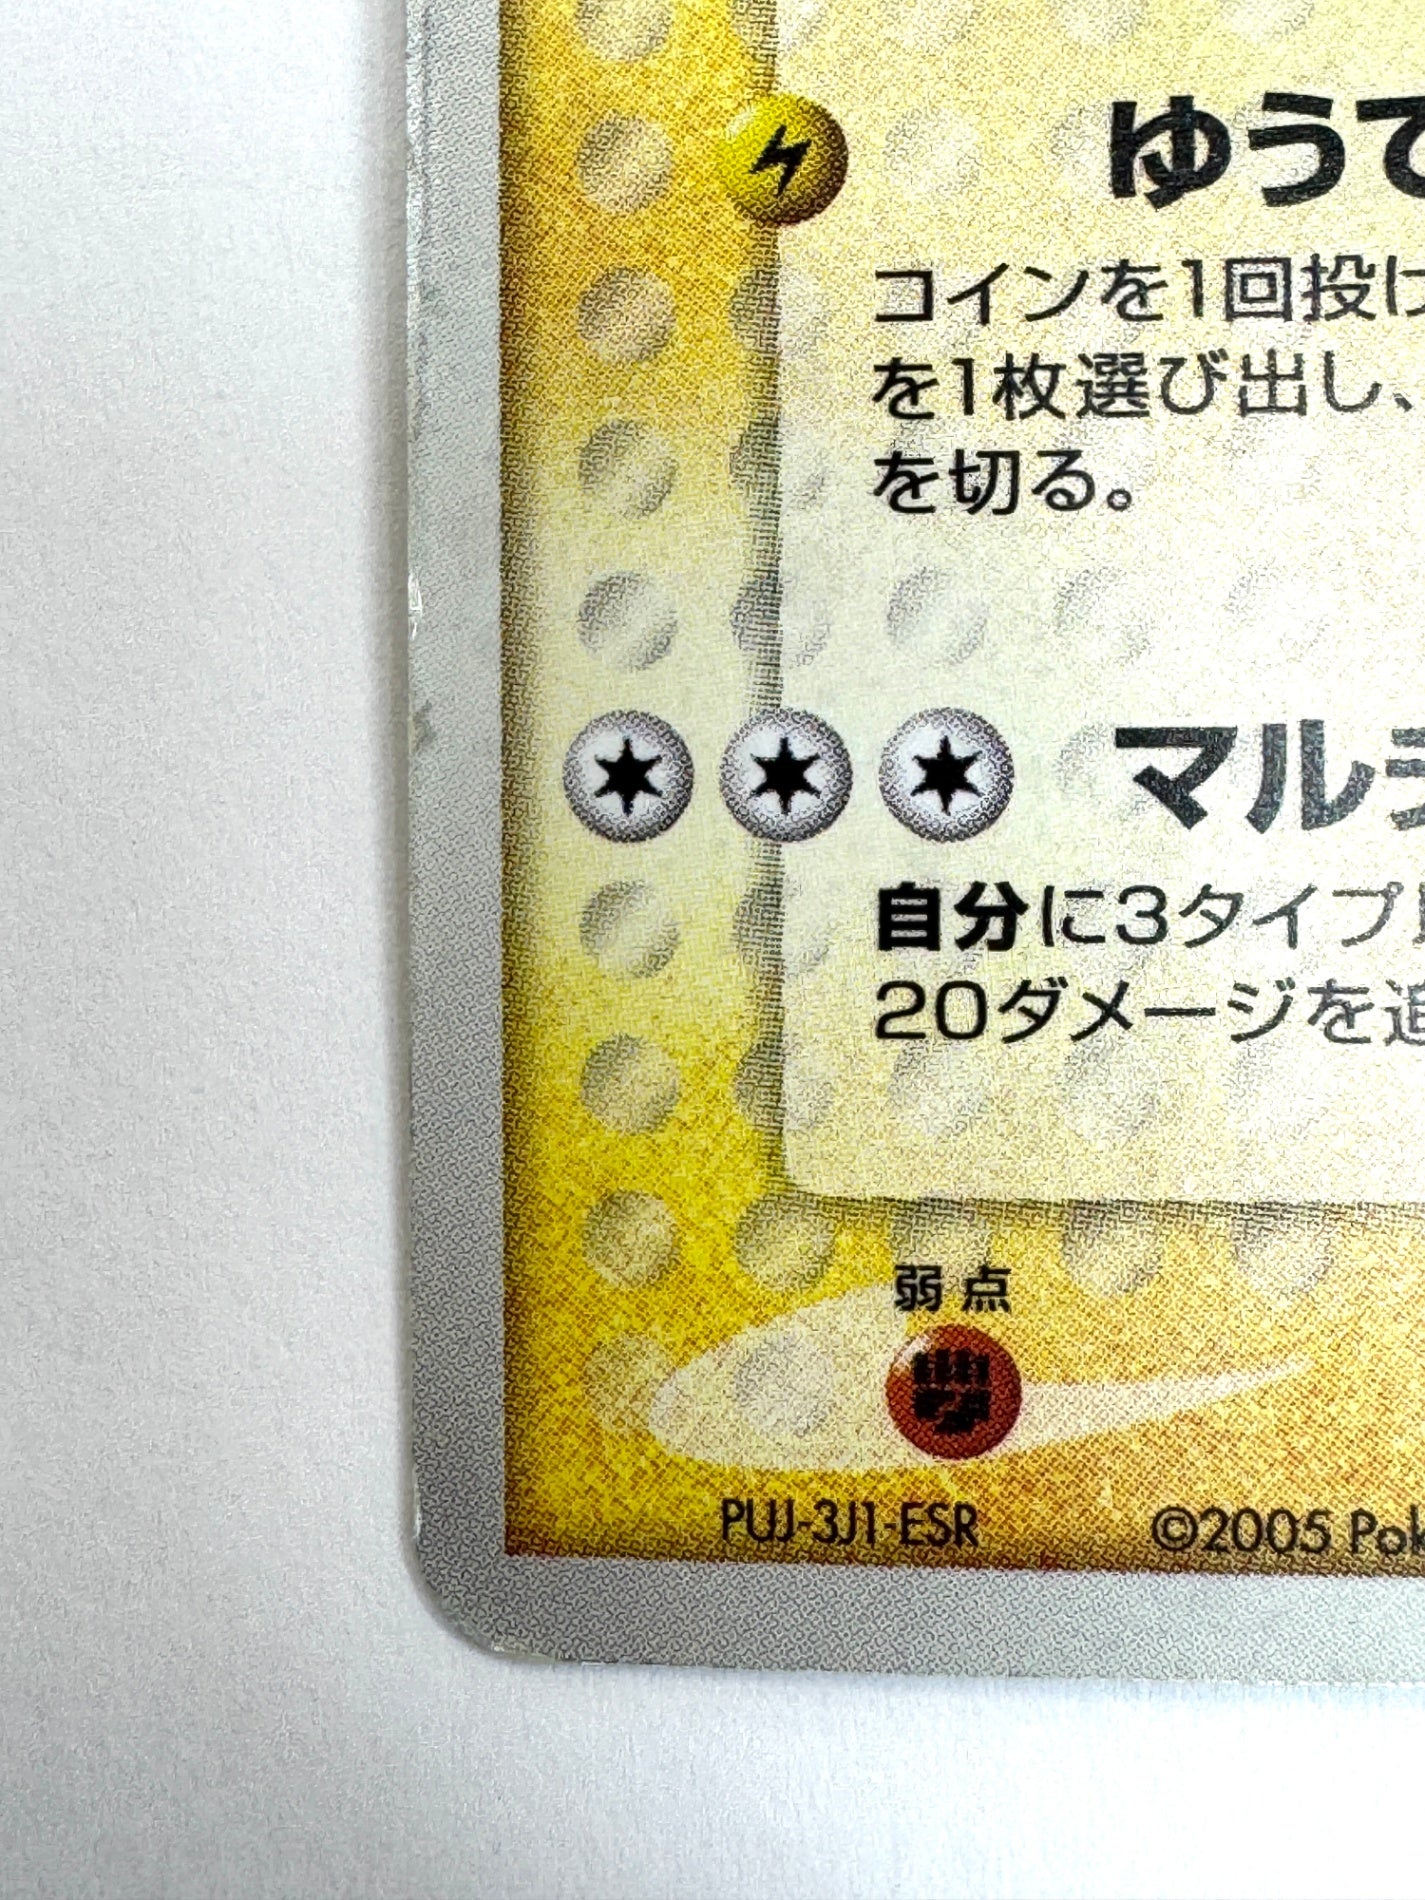 ゆうて
コインを1回投げ
を1枚選び出し、
を切る。
マルチ
自分に3タイプ
20ダメージを追
弱点
PUJ-3J1-ESR
©2005 Pok